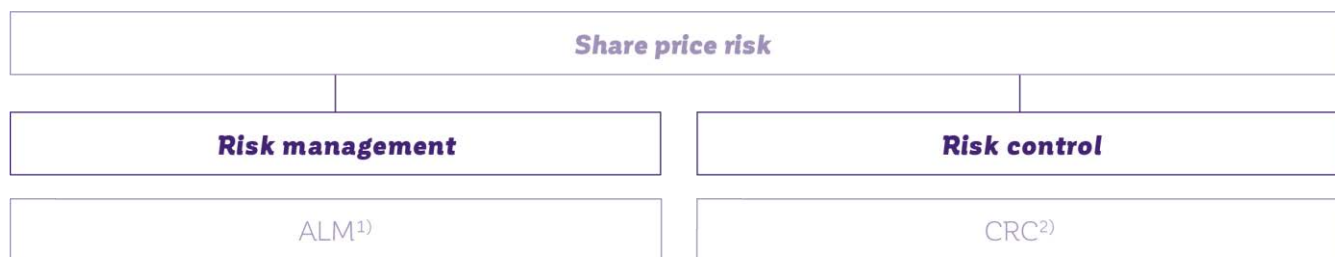 Share price risk
Risk management
Risk control
ALM¹⁾
CRC²⁾